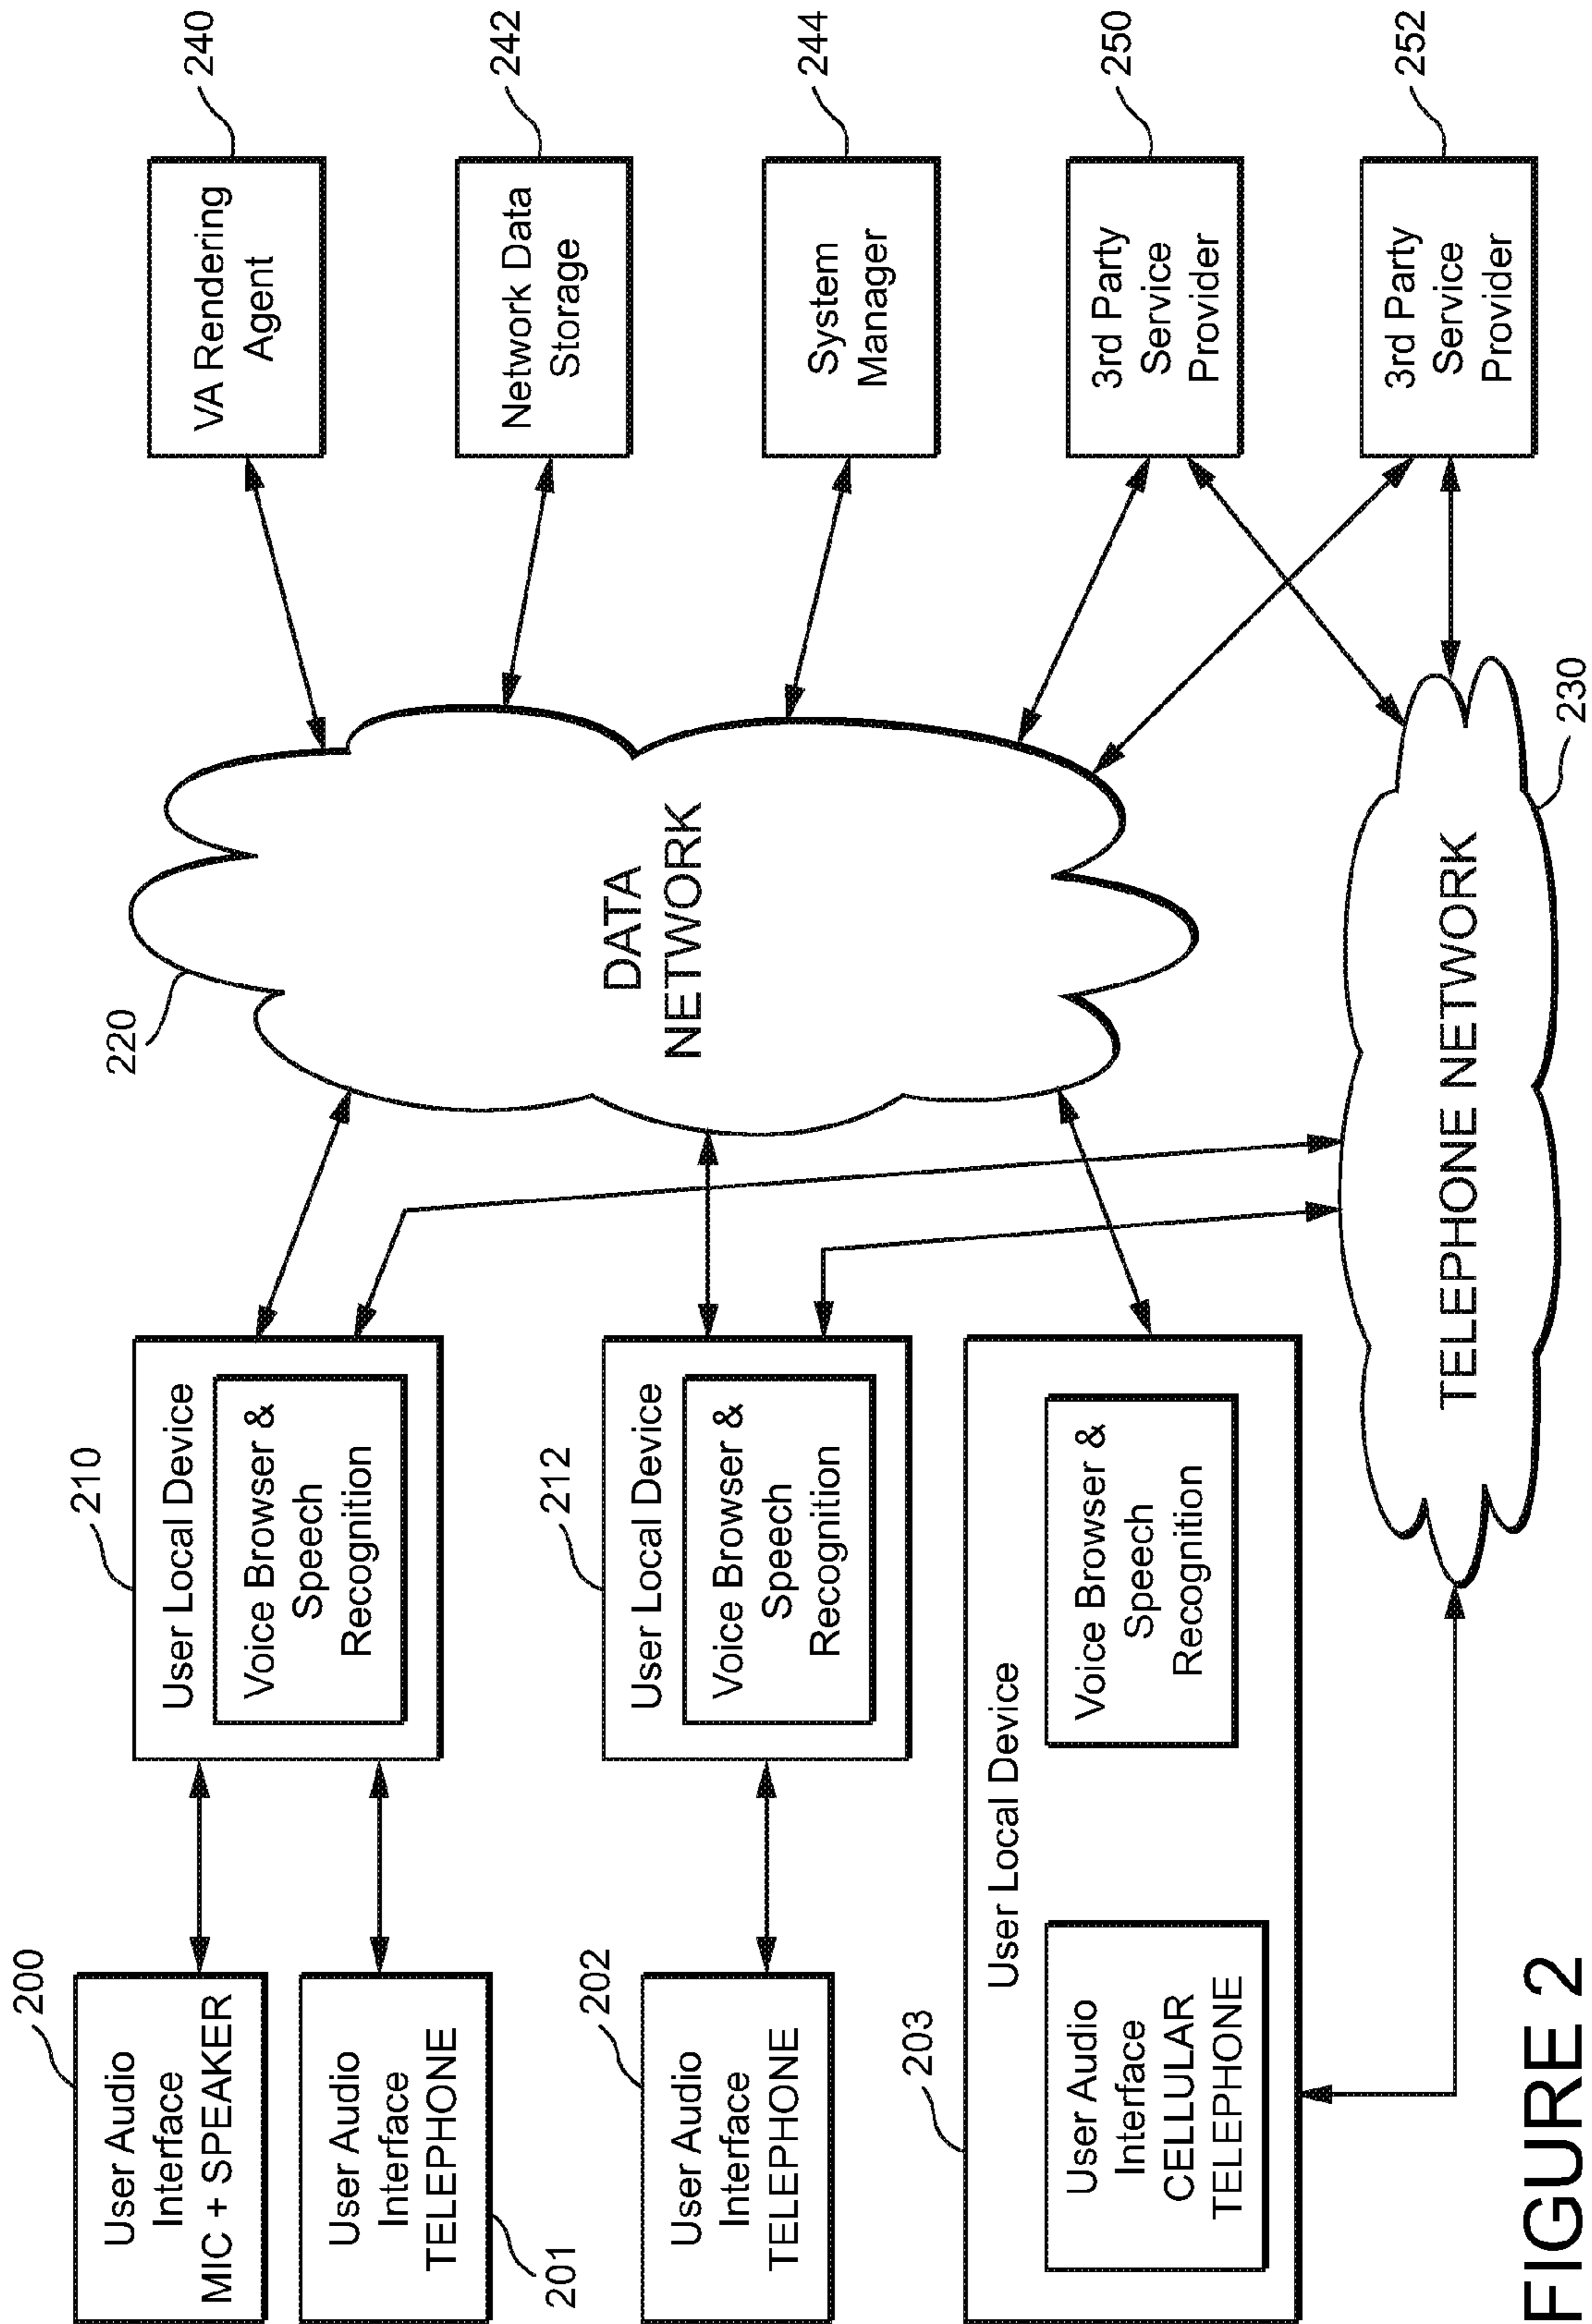 200
User Audio
Interface
MIC + SPEAKER
User Audio
Interface
TELEPHONE
201
202
User Audio
Interface
TELEPHONE
203
User Local Device
User Audio
Interface
CELLULAR
TELEPHONE
Voice Browser &
Speech
Recognition
210
User Local Device
Voice Browser &
Speech
Recognition
212
User Local Device
Voice Browser &
Speech
Recognition
220
DATA
NETWORK
TELEPHONE NETWORK
230
VA Rendering
Agent
240
Network Data
Storage
242
System
Manager
244
3rd Party
Service
Provider
250
3rd Party
Service
Provider
252
FIGURE 2